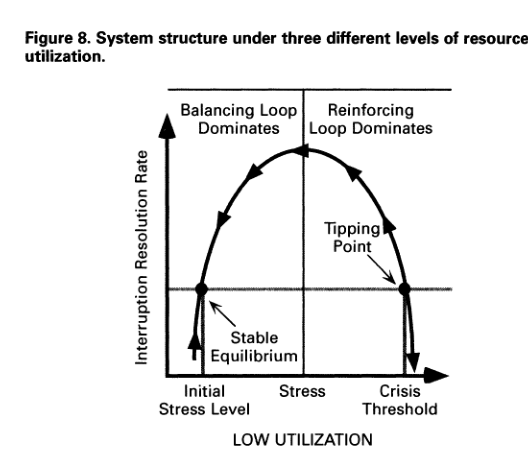 Figure 8. System structure under three different levels of resource
utilization.
Balancing Loop
Dominates
Reinforcing
Loop Dominates
Interruption Resolution Rate
Tipping
Point
Stable
Equilibrium
Initial
Stress Level
Stress
Crisis
Threshold
LOW UTILIZATION